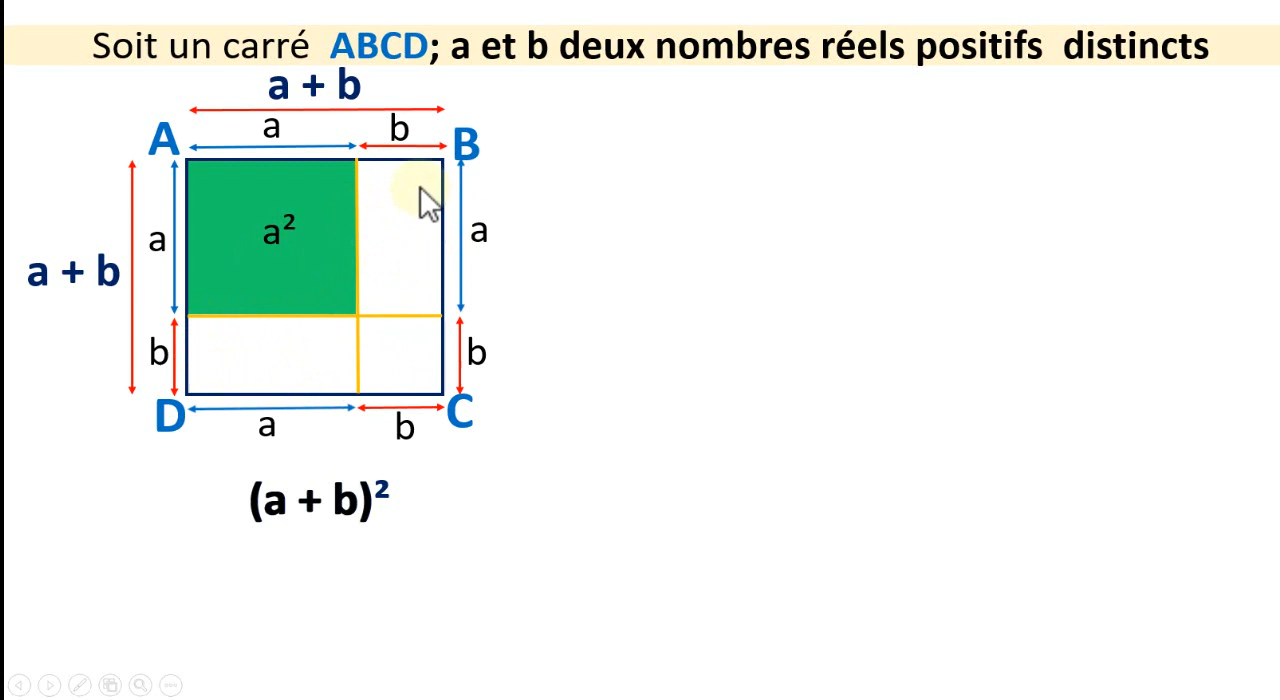 Soit un carré ABCD; a et b deux nombres réels positifs distincts
a + b
a b
A B
a a² a
a + b
b b
D C
a b
(a + b)²